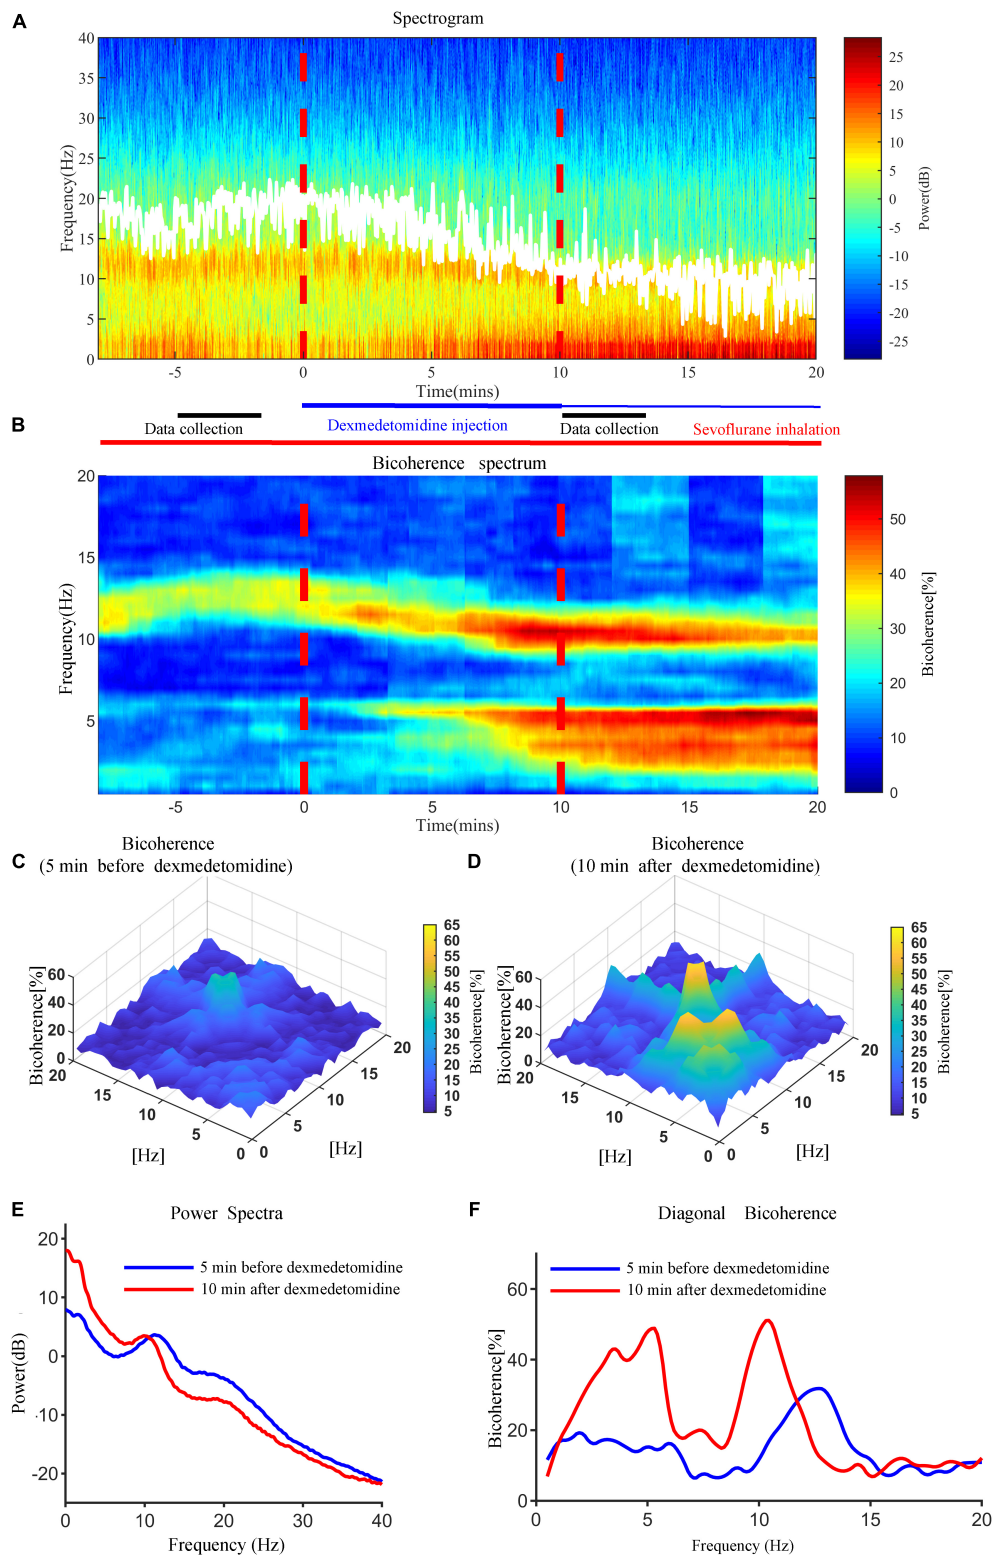 A
Spectrogram
40
35
30
25
20
15
10
5
0
Frequency(Hz)
-5
0
5
10
15
20
Time(mins)
25
20
15
10
5
0
-5
-10
-15
-20
-25
Power(dB)
Data collection
Dexmedetomidine injection
Data collection
Sevoflurane inhalation
B
Bicoherence spectrum
20
15
10
5
Frequency(Hz)
-5
0
5
10
15
20
Time(mins)
50
40
30
20
10
0
Bicoherence[%]
C
Bicoherence
(5 min before dexmedetomidine)
60
40
20
0
Bicoherence[%]
20
15
10
5
0
[Hz]
0
5
10
15
20
[Hz]
65
60
55
50
45
40
35
30
25
20
15
10
5
Bicoherence[%]
D
Bicoherence
(10 min after dexmedetomidine)
60
40
20
0
Bicoherence[%]
20
15
10
5
0
[Hz]
0
5
10
15
20
[Hz]
65
60
55
50
45
40
35
30
25
20
15
10
5
Bicoherence[%]
E
Power Spectra
20
10
0
-10
-20
Power(dB)
5 min before dexmedetomidine
10 min after dexmedetomidine
0
10
20
30
40
Frequency (Hz)
F
Diagonal Bicoherence
60
40
20
0
Bicoherence[%]
5 min before dexmedetomidine
10 min after dexmedetomidine
0
5
10
15
20
Frequency (Hz)